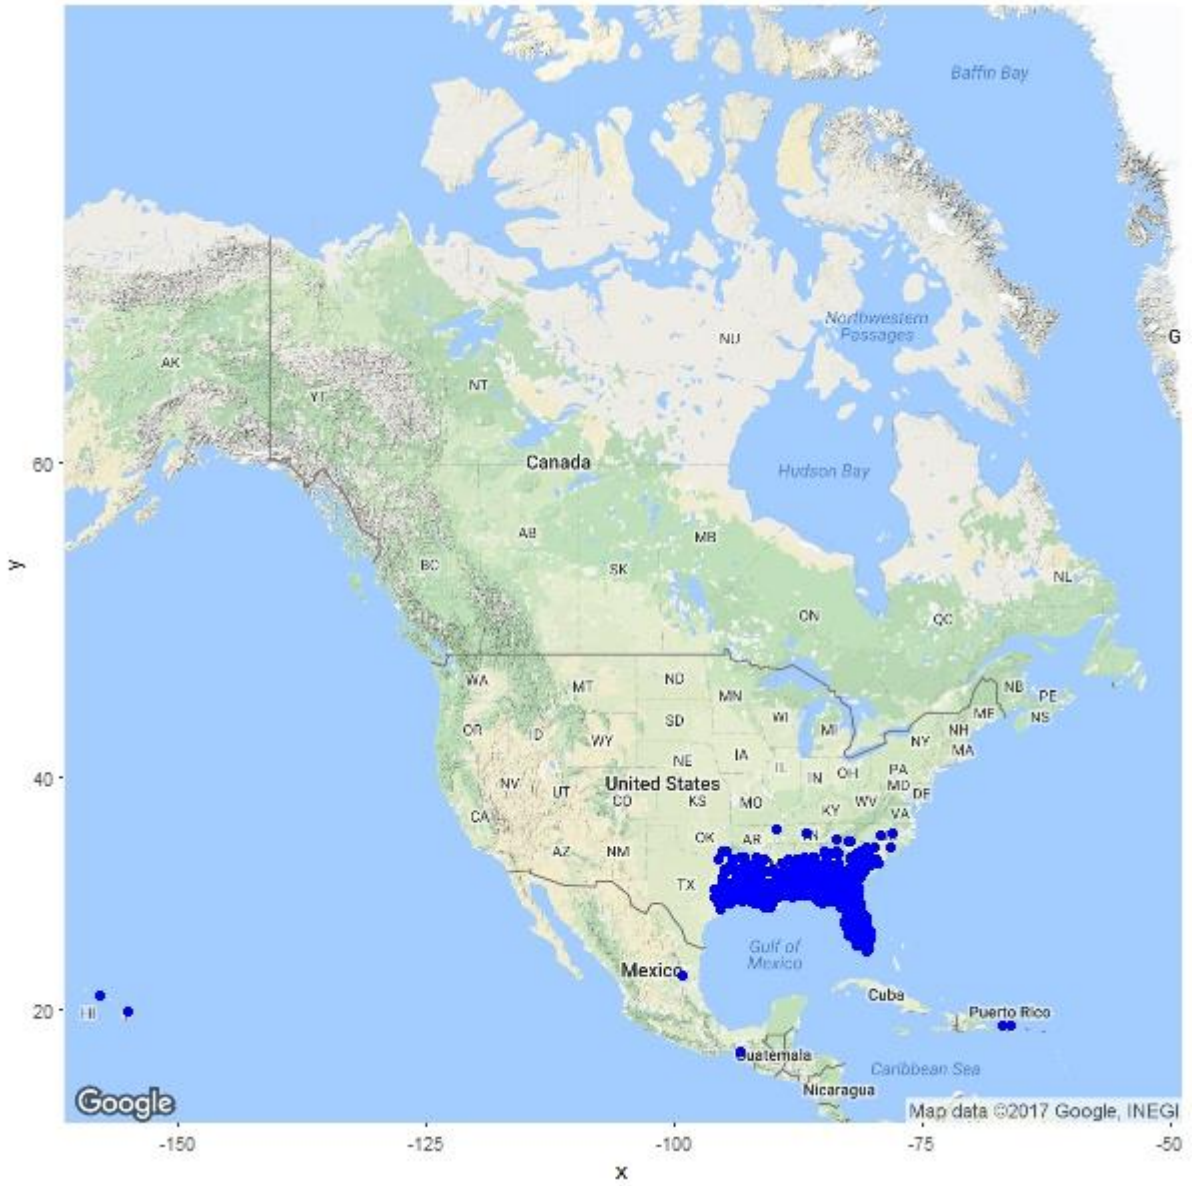 Baffin Bay
Northwestern
Passages
NU
G
AK
YT
NT
60
Canada
Hudson Bay
AB
MB
y
BC
SK
NL
ON
QC
WA
MT
ND
MN
NB
PE
OR
ID
WY
SD
WI
MI
ME
NS
NH
NY
MA
40
NV
UT
United States
NE
IA
IL
IN
OH
PA
MD
DE
CO
KS
MO
KY
WV
VA
CA
AZ
NM
OK
AR
TX
Gulf of
Mexico
Mexico
Cuba
20
HI
Puerto Rico
Guatemala
Caribbean Sea
Nicaragua
Google
Map data ©2017 Google, INEGI
-150
-125
-100
-75
-50
x